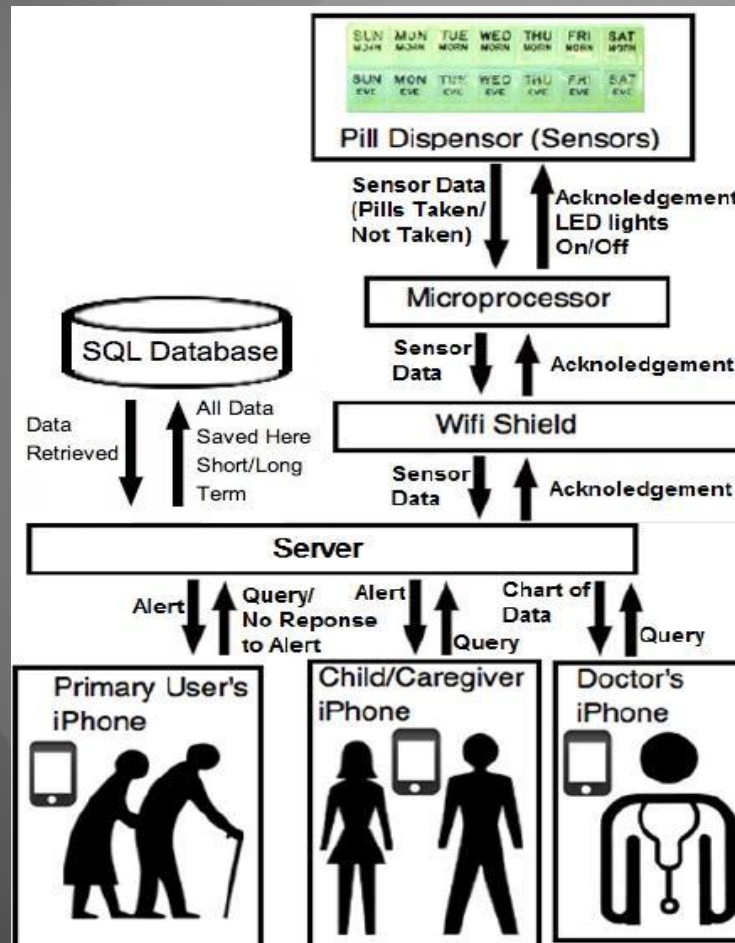 SUN MON TUE WED THU FRI SAT
MORN MORN MORN MORN MORN MORN MORN
SUN MON TUE WED THU FRI SAT
EVE EVE EVE EVE EVE EVE EVE
Pill Dispensor (Sensors)
Sensor Data
(Pills Taken/
Not Taken)
Acknoledgement
LED lights
On/Off
Microprocessor
Sensor
Data
Acknoledgement
Wifi Shield
Sensor
Data
Acknoledgement
SQL Database
Data
Retrieved
All Data
Saved Here
Short/Long
Term
Server
Alert
Query/
No Reponse
to Alert
Alert
Query
Chart of
Data
Query
Primary User's
iPhone
Child/Caregiver
iPhone
Doctor's
iPhone